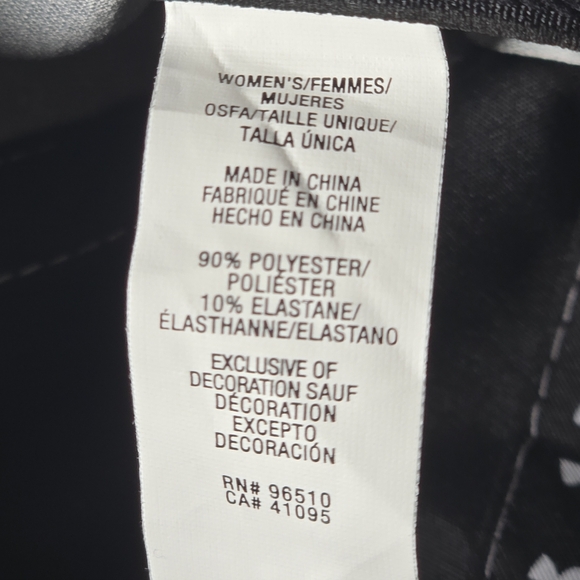 WOMEN'S/FEMMES/
MUJERES
OSFA/TAILLE UNIQUE/
TALLA ÚNICA
MADE IN CHINA
FABRIQUÉ EN CHINE
HECHO EN CHINA
90% POLYESTER/
POLIÉSTER
10% ELASTANE/
ÉLASTHANNE/ELASTANO
EXCLUSIVE OF
DECORATION SAUF
DÉCORATION
EXCEPTO
DECORACIÓN
RN# 96510
CA# 41095